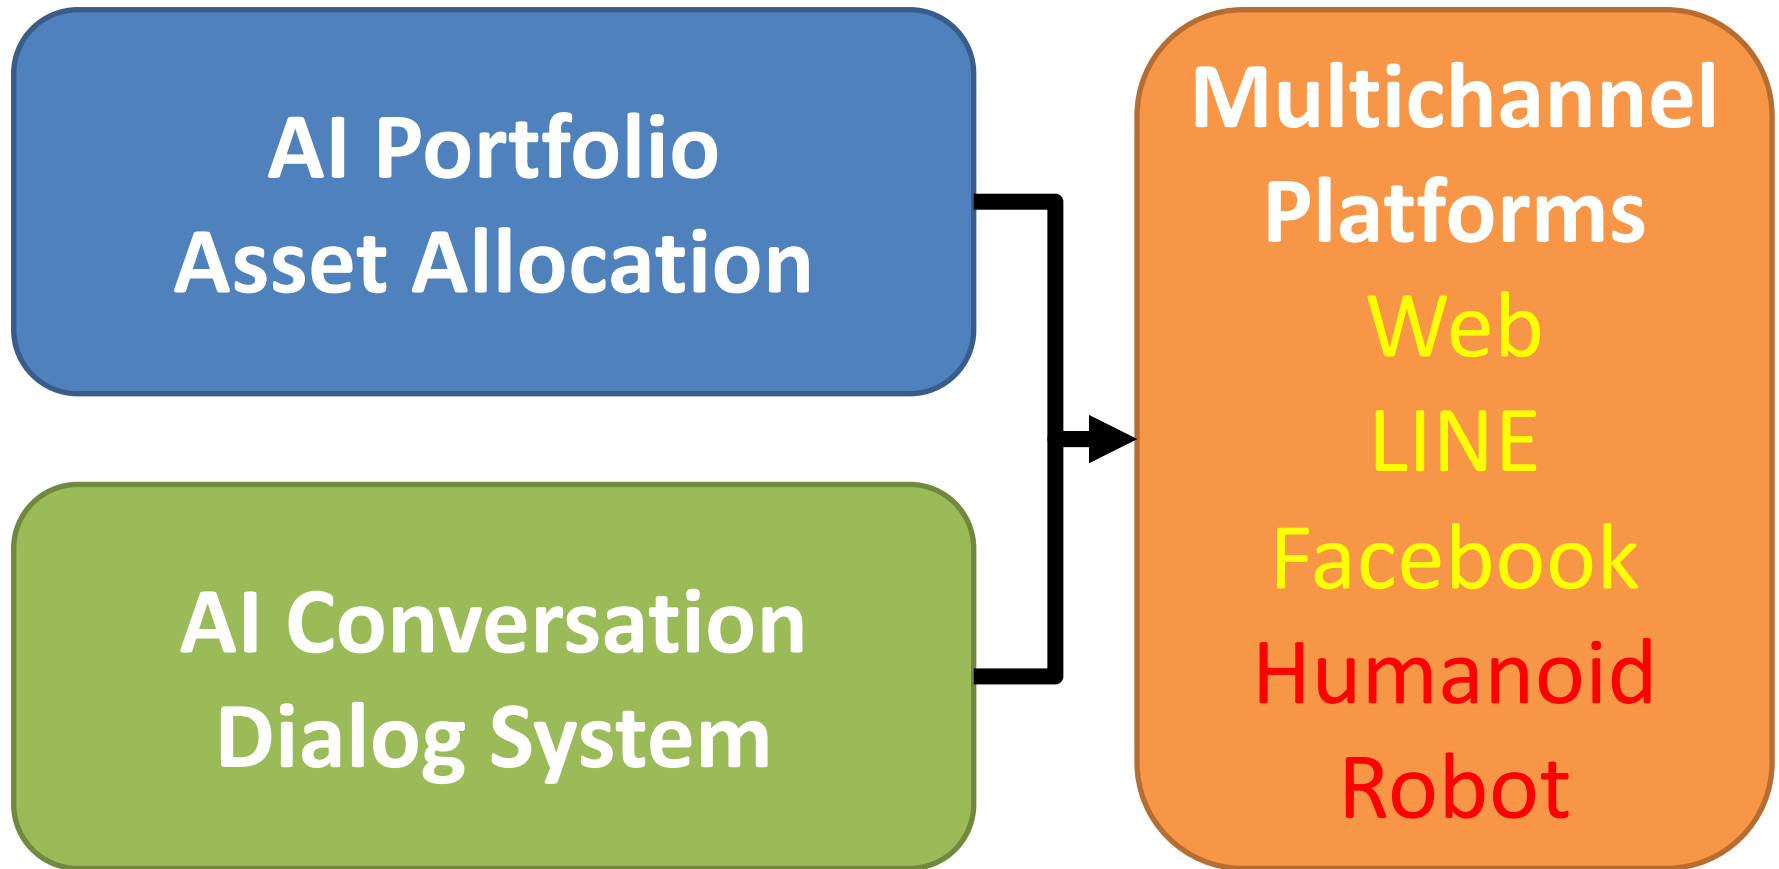 AI Portfolio
Asset Allocation
AI Conversation
Dialog System
Multichannel
Platforms
Web
LINE
Facebook
Humanoid
Robot